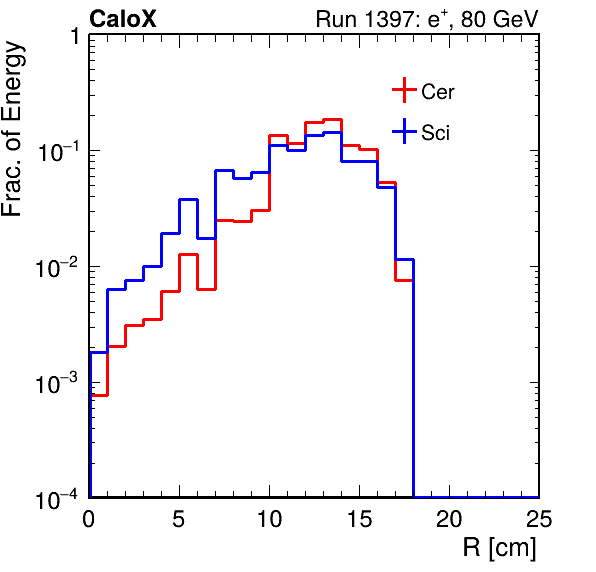 CaloX
Run 1397: e⁺, 80 GeV
Frac. of Energy
1
10⁻¹
10⁻²
10⁻³
10⁻⁴
Cer
Sci
0 5 10 15 20 25
R [cm]